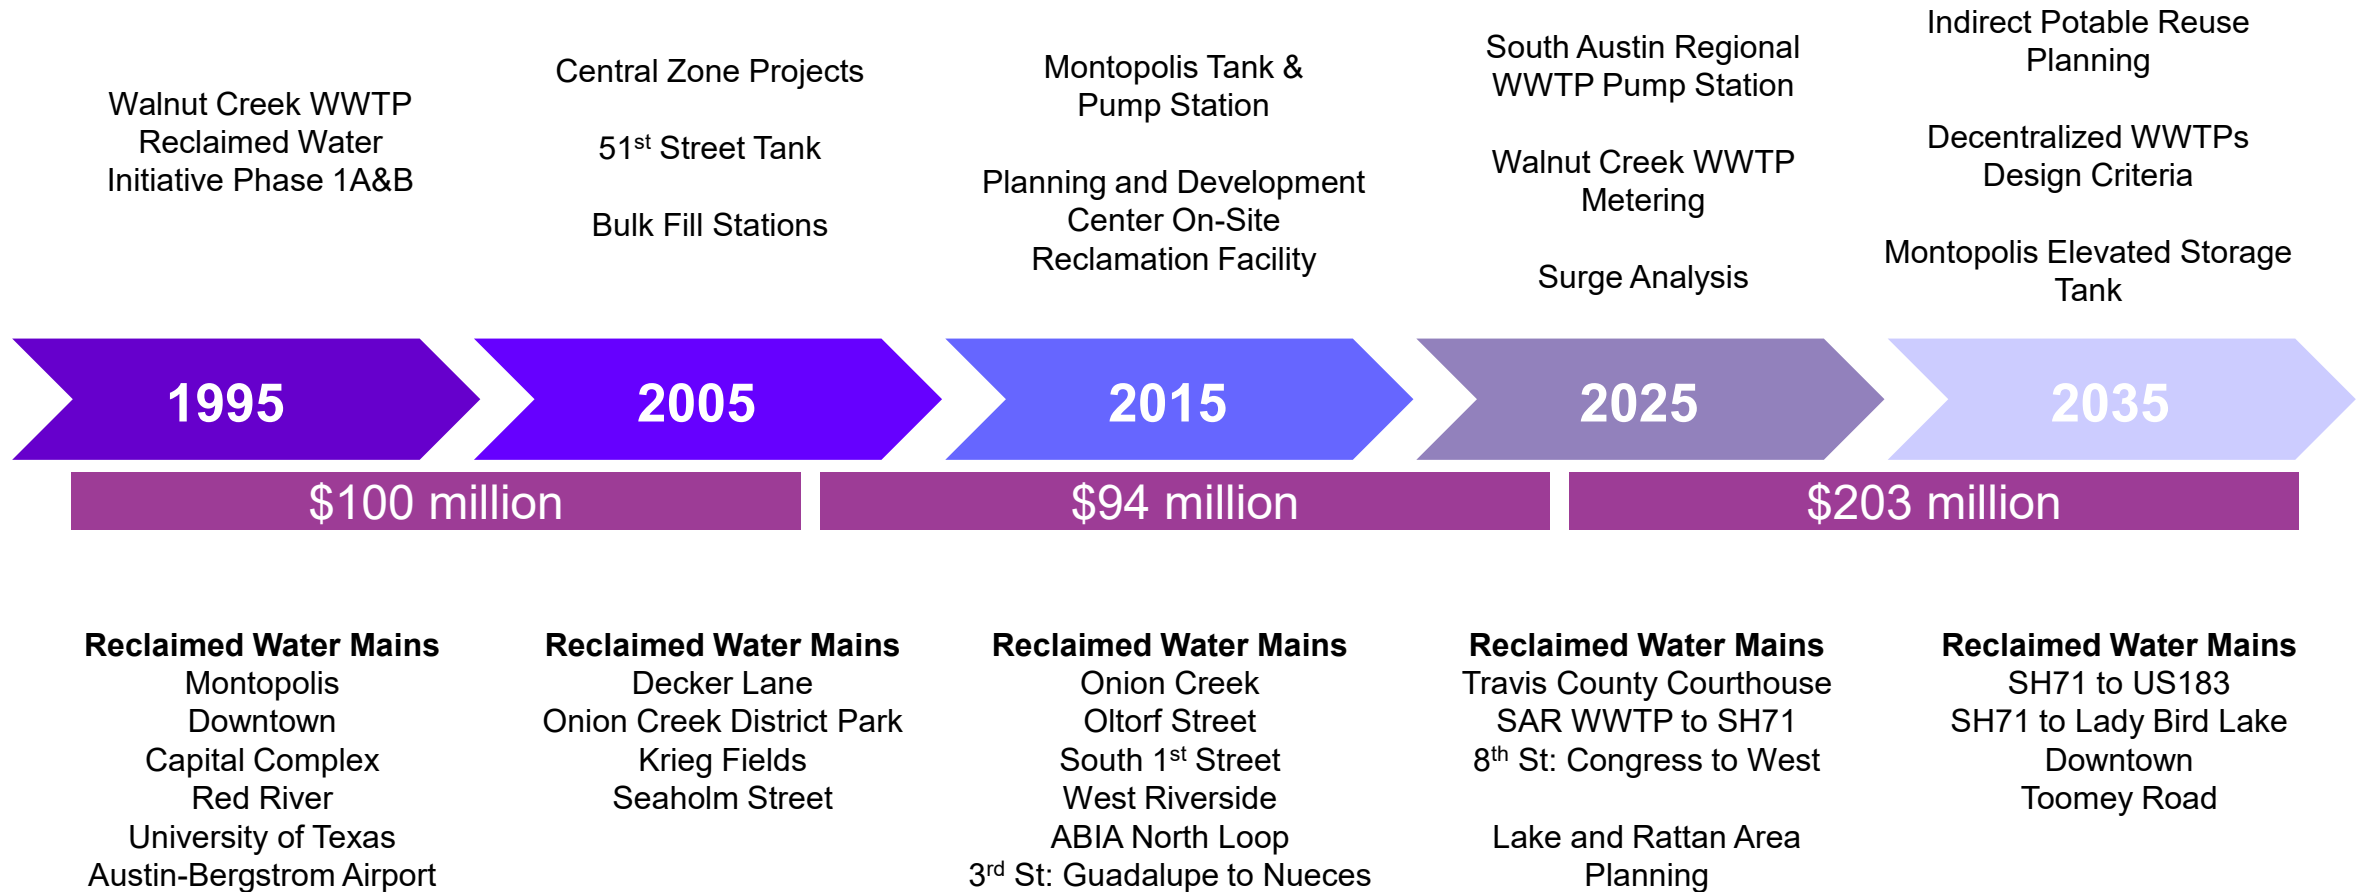 Walnut Creek WWTP
Reclaimed Water
Initiative Phase 1A&B
Central Zone Projects
51st Street Tank
Bulk Fill Stations
Montopolis Tank &
Pump Station
Planning and Development
Center On-Site
Reclamation Facility
South Austin Regional
WWTP Pump Station
Walnut Creek WWTP
Metering
Surge Analysis
Indirect Potable Reuse
Planning
Decentralized WWTPs
Design Criteria
Montopolis Elevated Storage
Tank
1995
2005
2015
2025
2035
$100 million
$94 million
$203 million
Reclaimed Water Mains
Montopolis
Downtown
Capital Complex
Red River
University of Texas
Austin-Bergstrom Airport
Reclaimed Water Mains
Decker Lane
Onion Creek District Park
Krieg Fields
Seaholm Street
Reclaimed Water Mains
Onion Creek
Oltorf Street
South 1st Street
West Riverside
ABIA North Loop
3rd St: Guadalupe to Nueces
Reclaimed Water Mains
Travis County Courthouse
SAR WWTP to SH71
8th St: Congress to West
Lake and Rattan Area
Planning
Reclaimed Water Mains
SH71 to US183
SH71 to Lady Bird Lake
Downtown
Toomey Road